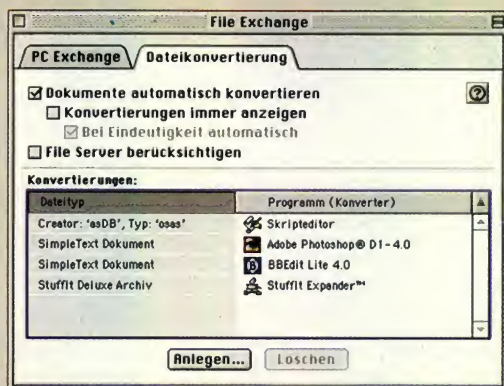 File Exchange
PC Exchange
Dateikonvertierung
Dokumente automatisch konvertieren
Konvertierungen immer anzeigen
Bei Eindeutigkeit automatisch
File Server berücksichtigen
Konvertierungen:
Dateityp Programm (Konverter)
Creator: 'asDB', Typ: 'osas' Skripteditor
SimpleText Dokument Adobe Photoshop® D1-4.0
SimpleText Dokument BBEdit Lite 4.0
StuffIt Deluxe Archiv StuffIt Expander™
Anlegen... Löschen